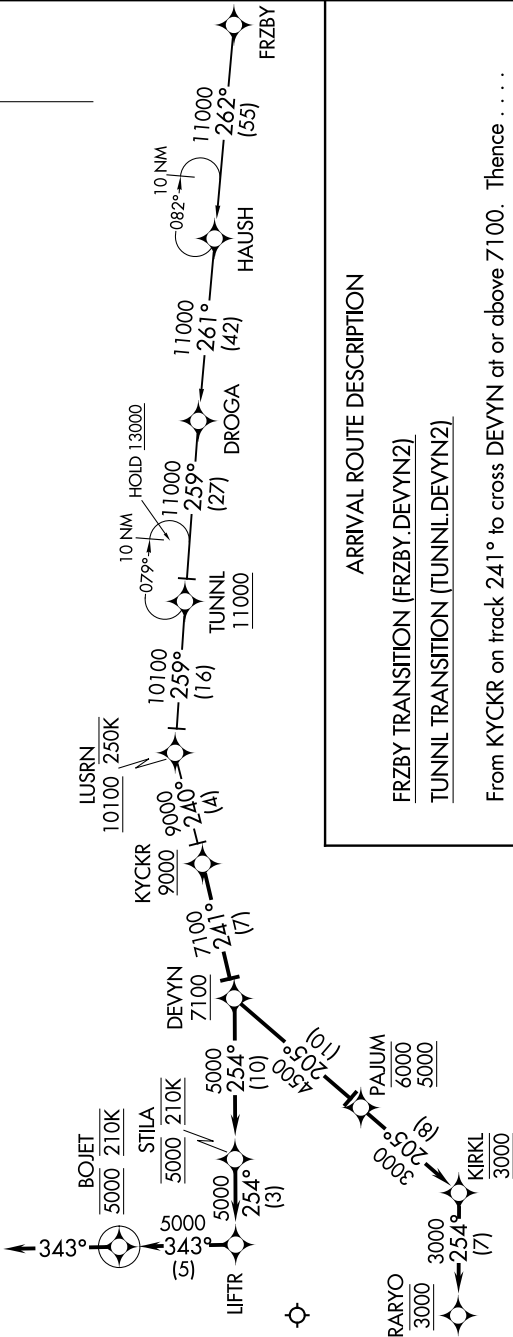 FRZBY
11000
262°
(55)
10 NM
082°
HAUSH
11000
261°
(42)
DROGA
HOLD 13000
11000
259°
(27)
10 NM
079°
TUNNL
11000
10100
259°
(16)
LUSRN
10100 250K
9000
240°
(4)
KYCKR
9000
7100
241°
(7)
DEVYN
7100
5000
254°
(10)
STILA
5000 210K
5000
254°
(3)
LIFTR
5000
343°
(5)
BOJET
5000 210K
343°
4500
205°
(10)
PAJUM
6000
5000
3000
205°
(8)
KIRKL
3000
3000
254°
(7)
RARYO
3000
ARRIVAL ROUTE DESCRIPTION
FRZBY TRANSITION (FRZBY.DEVYN2)
TUNNL TRANSITION (TUNNL.DEVYN2)
From KYCKR on track 241° to cross DEVYN at or above 7100. Thence . . . .